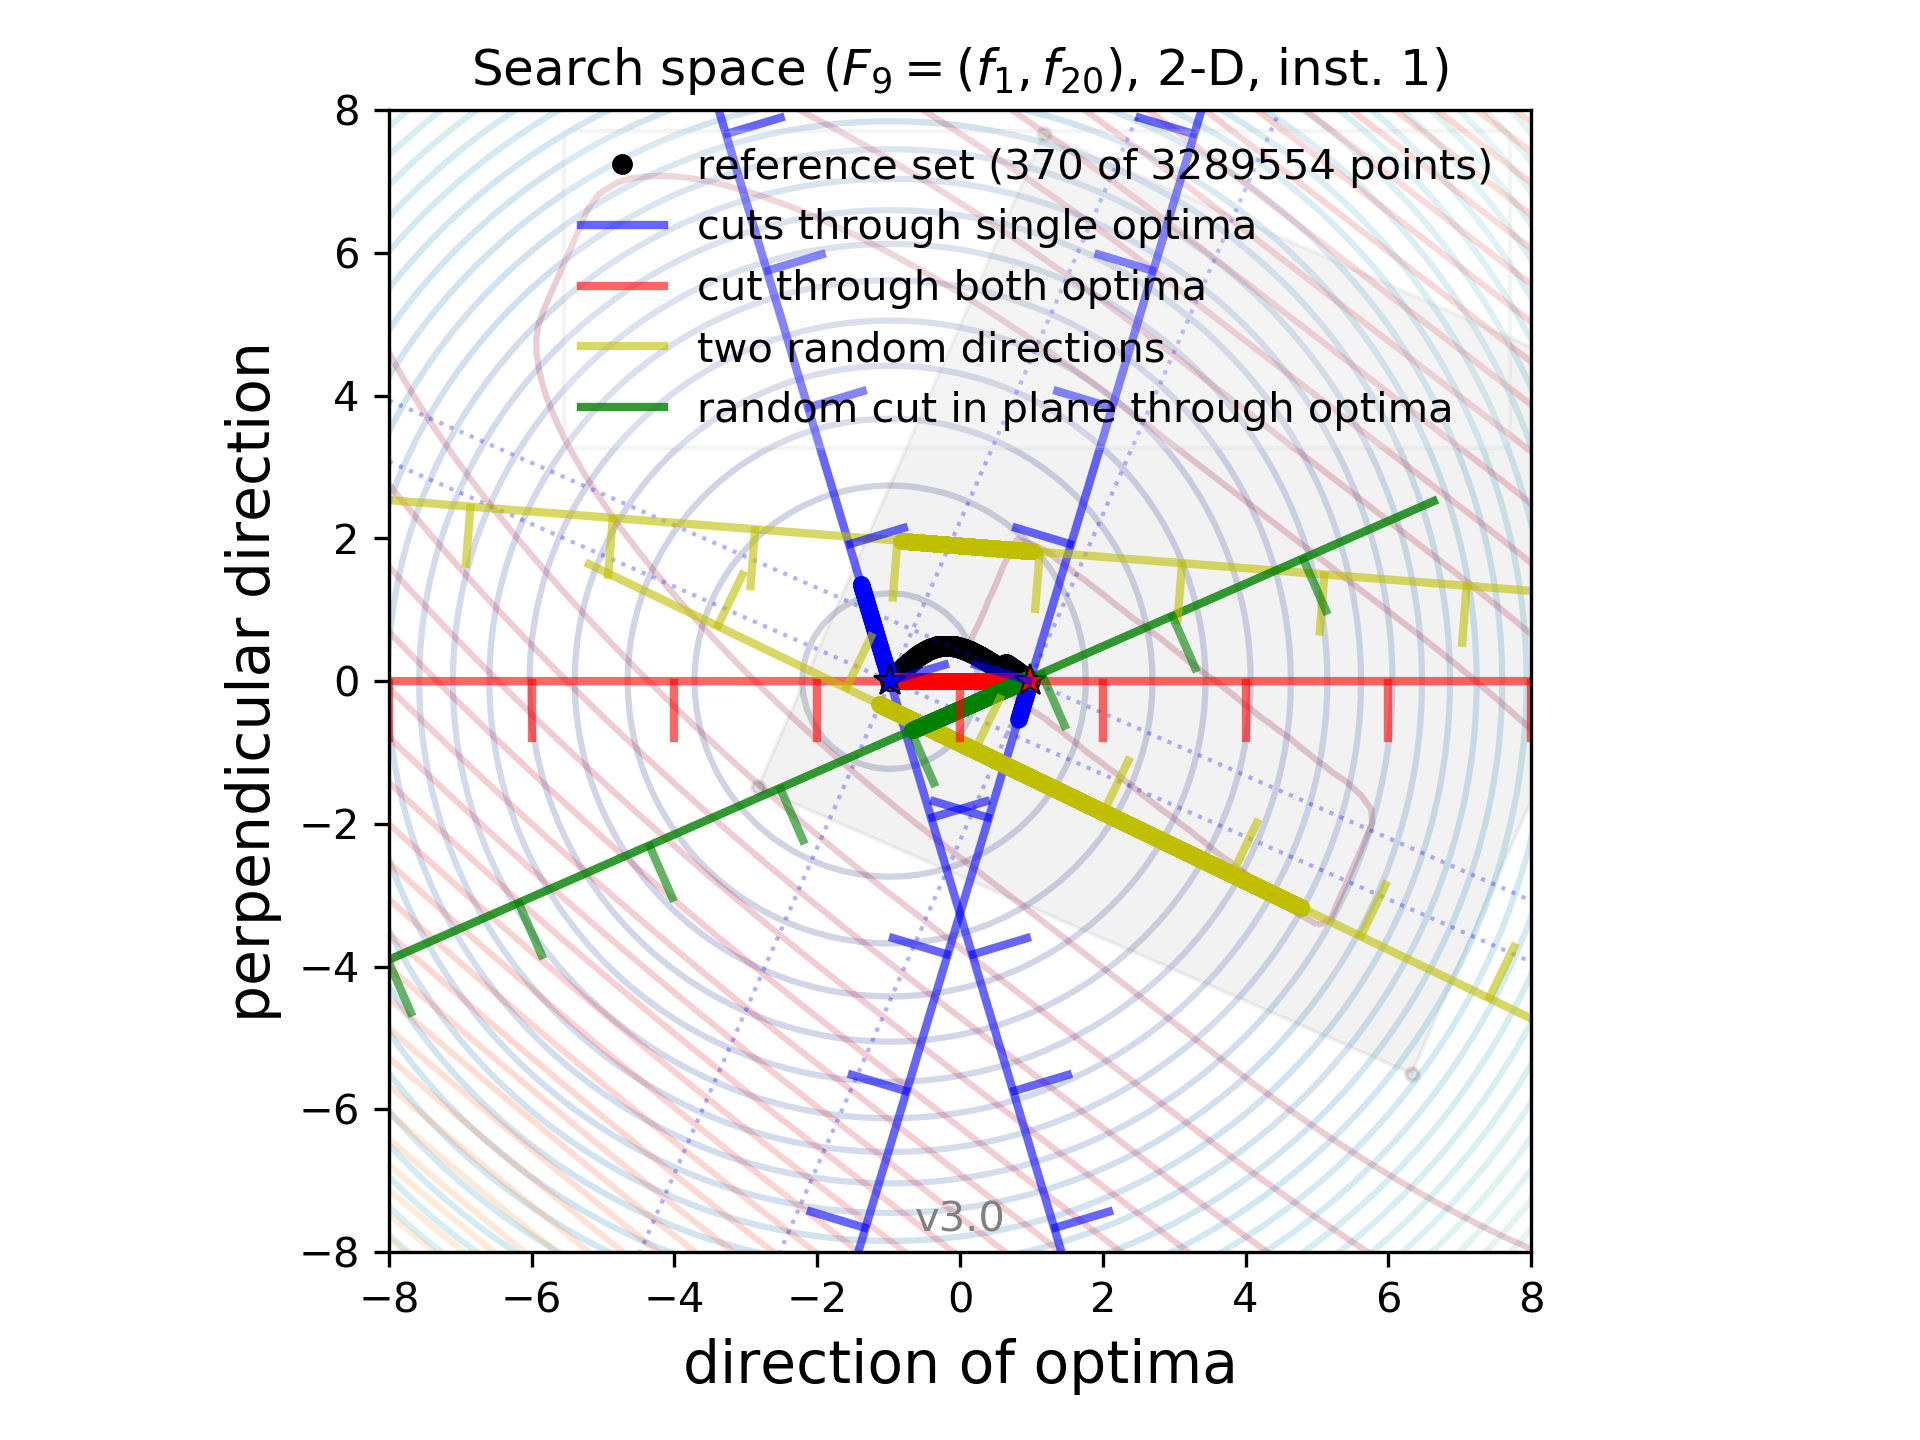 Search space (F9 = (f1, f20), 2-D, inst. 1)
8
6
4
2
0
−2
−4
−6
−8
perpendicular direction
reference set (370 of 3289554 points)
cuts through single optima
cut through both optima
two random directions
random cut in plane through optima
v3.0
−8 −6 −4 −2 0 2 4 6 8
direction of optima